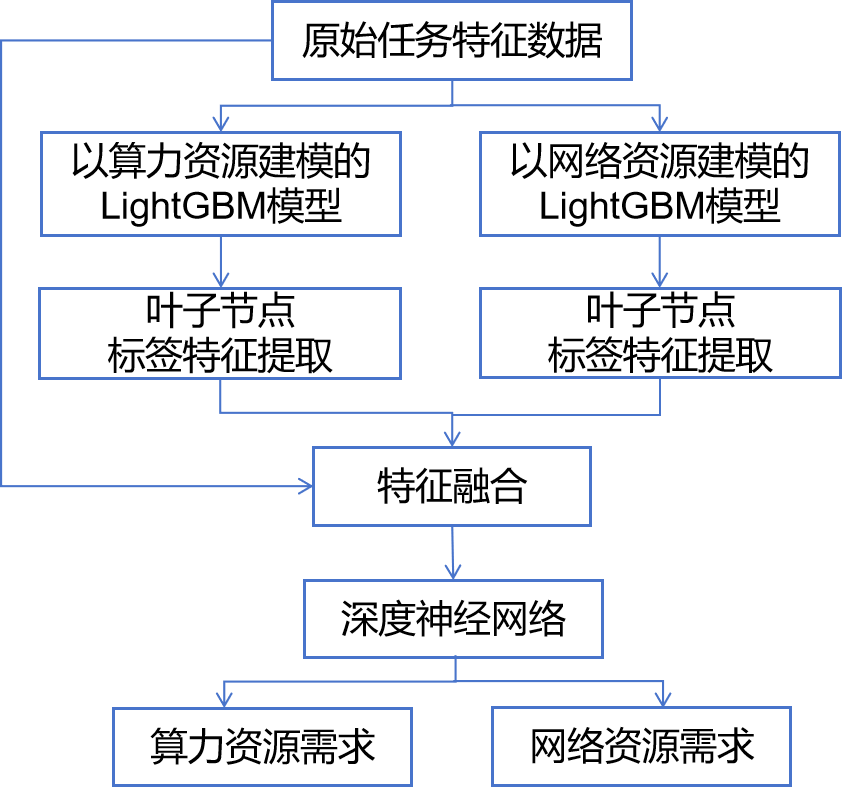 原始任务特征数据
以算力资源建模的
LightGBM模型
以网络资源建模的
LightGBM模型
叶子节点
标签特征提取
叶子节点
标签特征提取
特征融合
深度神经网络
算力资源需求
网络资源需求